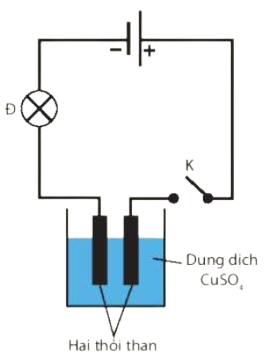 − +
Đ
K
Dung dịch
CuSO₄
Hai thỏi than